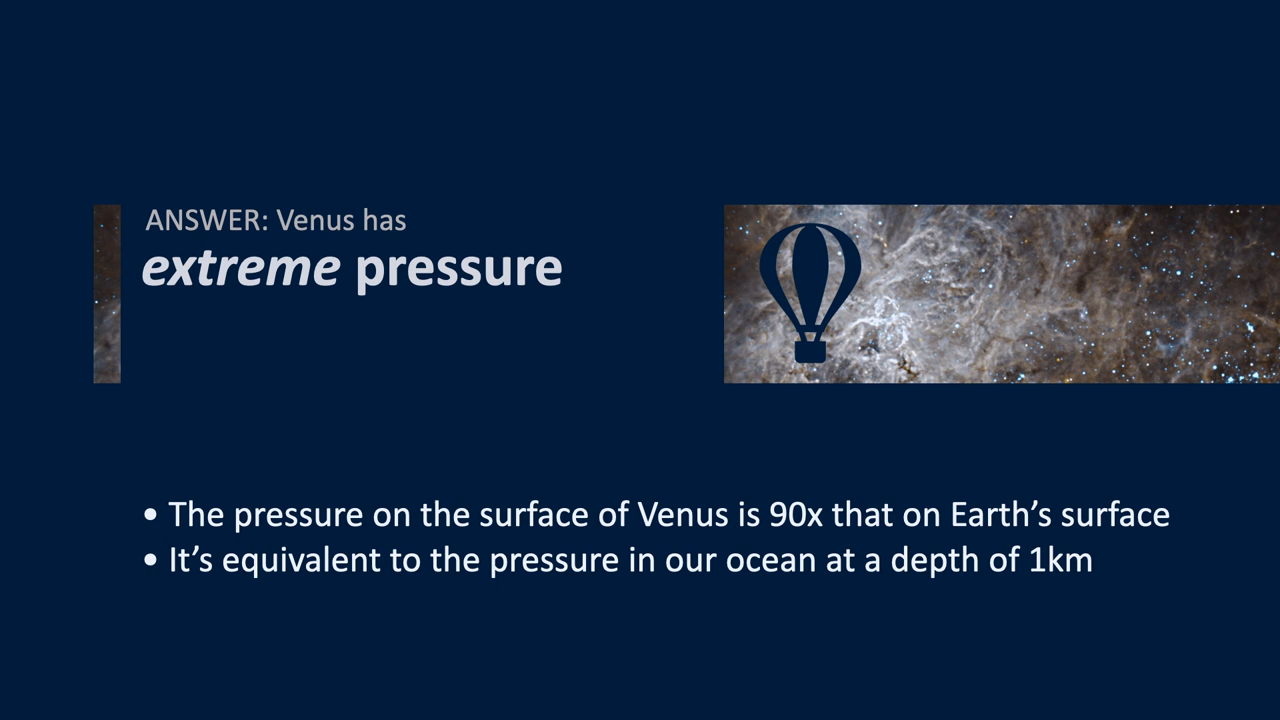 ANSWER: Venus has
extreme pressure
• The pressure on the surface of Venus is 90x that on Earth’s surface
• It’s equivalent to the pressure in our ocean at a depth of 1km